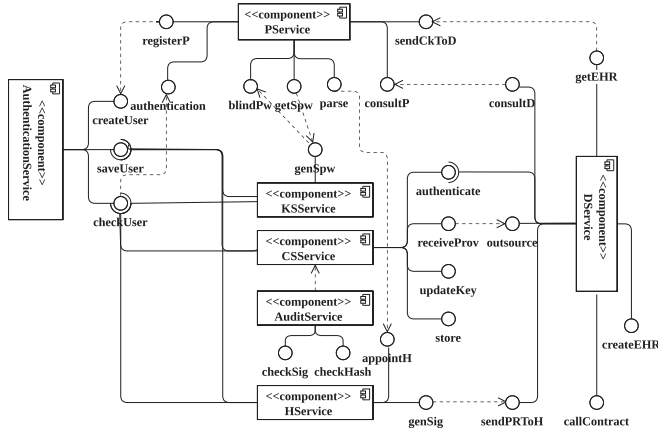 <<component>>
PService
registerP
sendCkToD
getEHR
<<component>>
AuthenticationService
createUser
authentication
blindPw
getSpw
parse
consultP
consultD
saveUser
genSpw
checkUser
<<component>>
KSService
authenticate
<<component>>
DService
<<component>>
CSService
receiveProv
outsource
updateKey
<<component>>
AuditService
store
checkSig
checkHash
appointH
createEHR
<<component>>
HService
genSig
sendPRToH
callContract